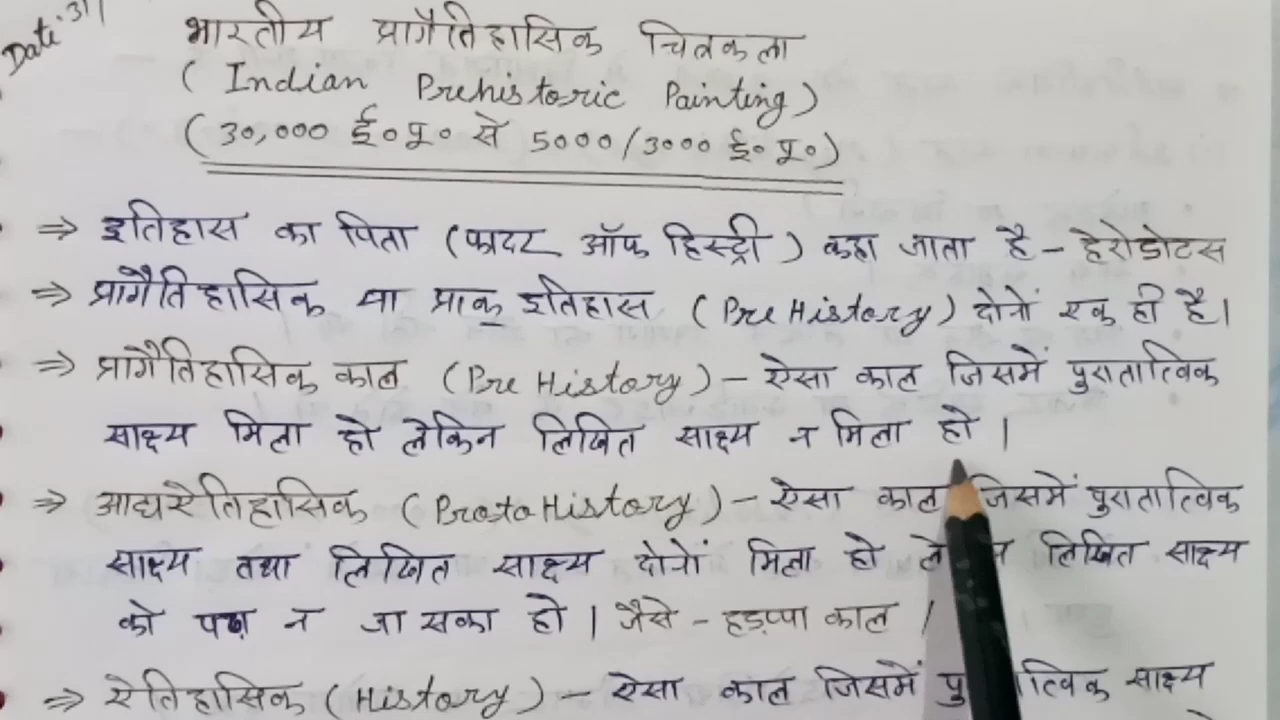 Date: 31
भारतीय प्रागैतिहासिक चित्रकला
( Indian Prehistoric Painting )
( 30,000 ई० पू० से 5000/3000 ई० पू० )
⇒ इतिहास का पिता ( फादर ऑफ हिस्ट्री ) कहा जाता है – हेरोडोटस
⇒ प्रागैतिहासिक या प्राक् इतिहास ( Pre History ) दोनों एक ही है।
⇒ प्रागैतिहासिक काल ( Pre History ) – ऐसा काल जिसमें पुरातात्विक
साक्ष्य मिला हो लेकिन लिखित साक्ष्य न मिला हो ।
⇒ आद्यऐतिहासिक ( Proto History ) – ऐसा काल जिसमें पुरातात्विक
साक्ष्य तथा लिखित साक्ष्य दोनों मिला हो लिखित साक्ष्य
को पढ़ा न जा सका हो । जैसे – हड़प्पा काल ।
⇒ ऐतिहासिक ( History ) – ऐसा काल जिसमें साक्ष्य